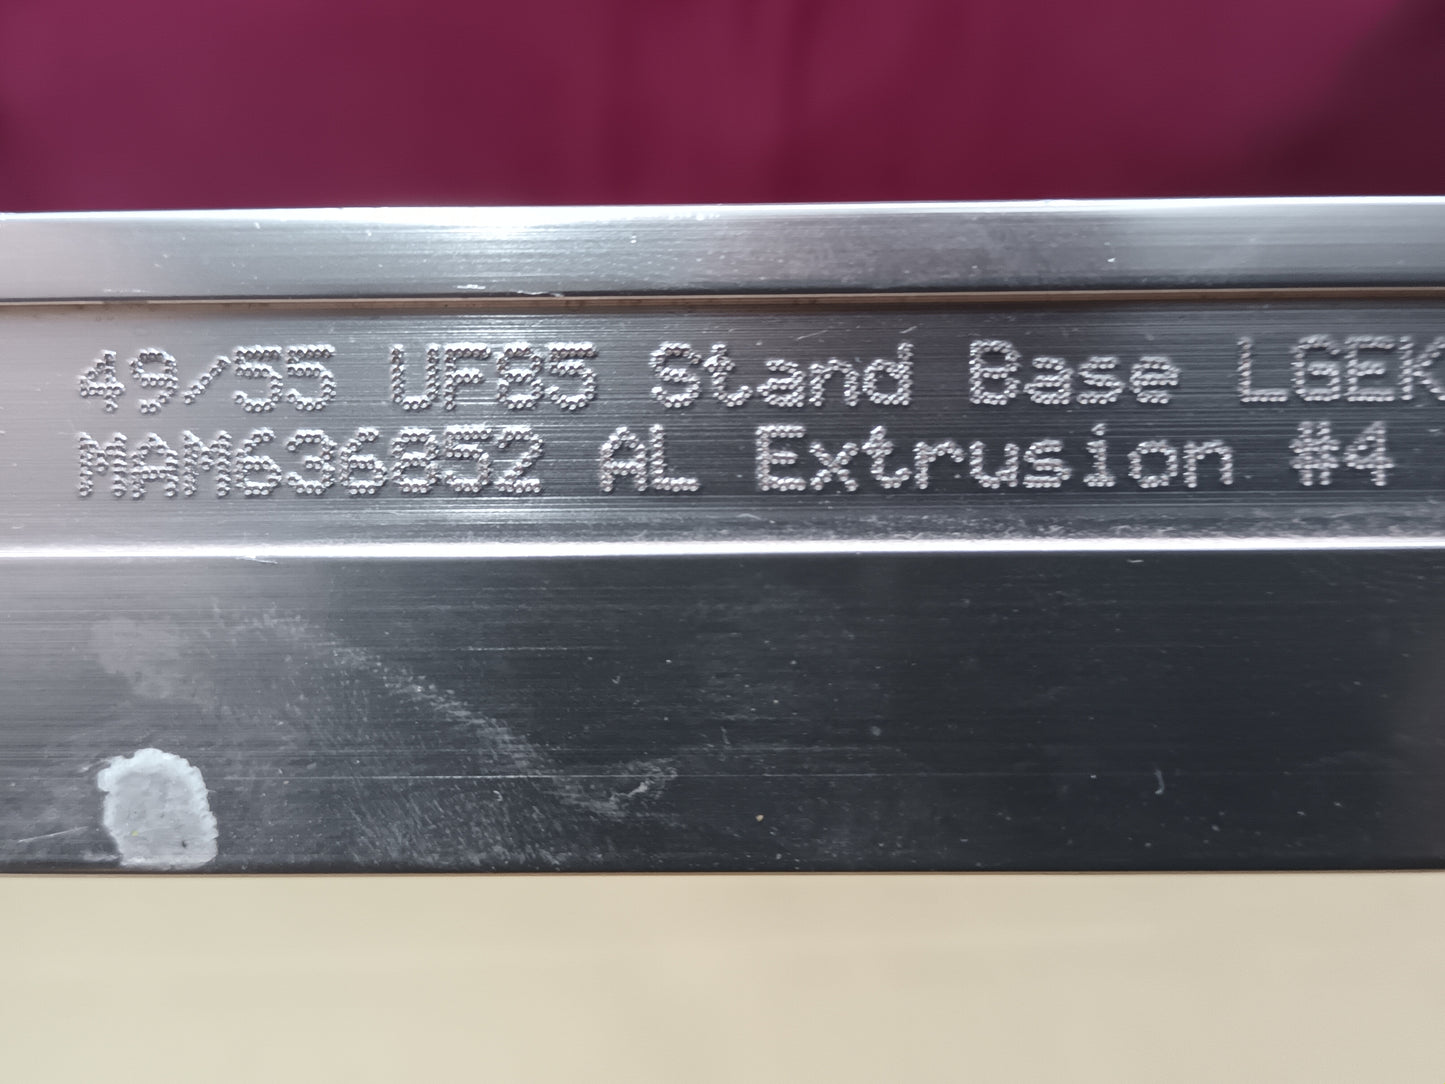 49/55 UF85 Stand Base LGEK
MAM636852 AL Extrusion #4